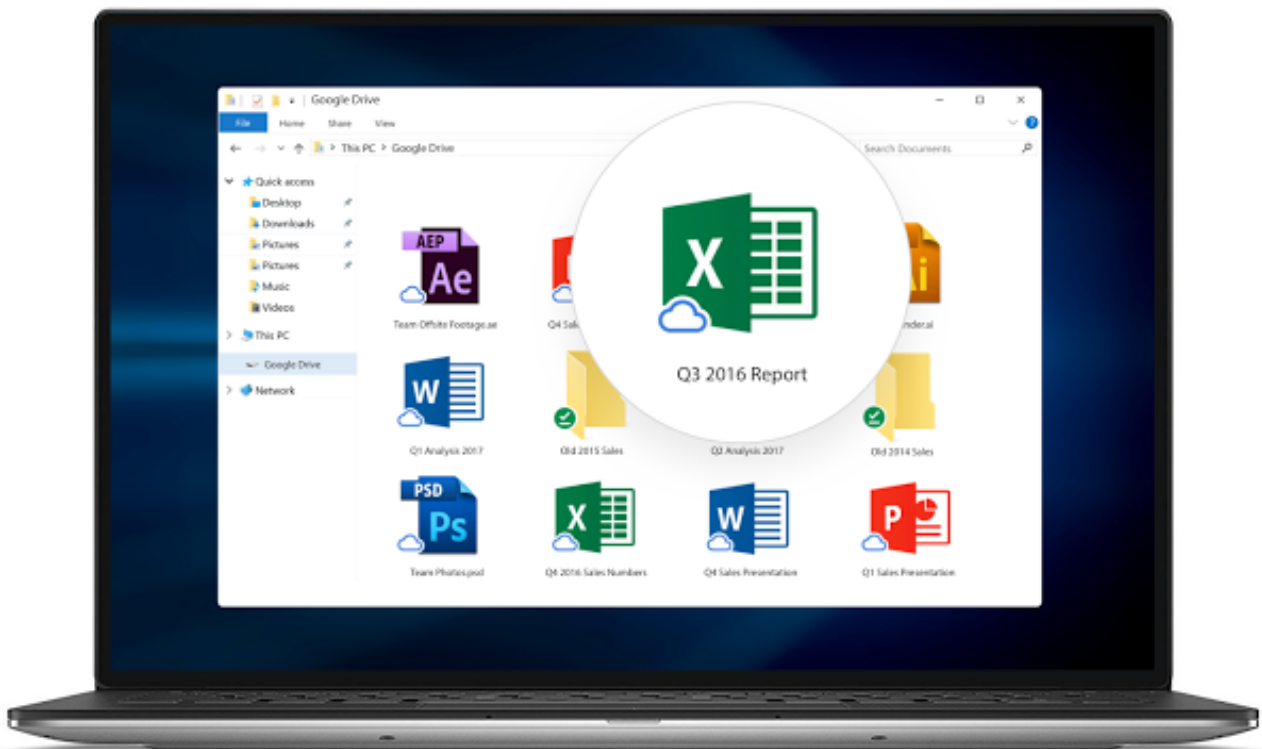 Google Drive
File Home Share View
This PC > Google Drive
Search Documents
Quick access
Desktop
Downloads
Pictures
Pictures
Music
Videos
This PC
Google Drive
Network
AEP
Ae
Team Offsite Footage.ae
Q4
X
Q3 2016 Report
W
Q1 Analysis 2017
Old 2015 Sales
Q2 Analysis 2017
Old 2014 Sales
PSD
Ps
Team Photos.psd
X
Q4 2016 Sales Numbers
W
Q4 Sales Presentation
P
Q1 Sales Presentation